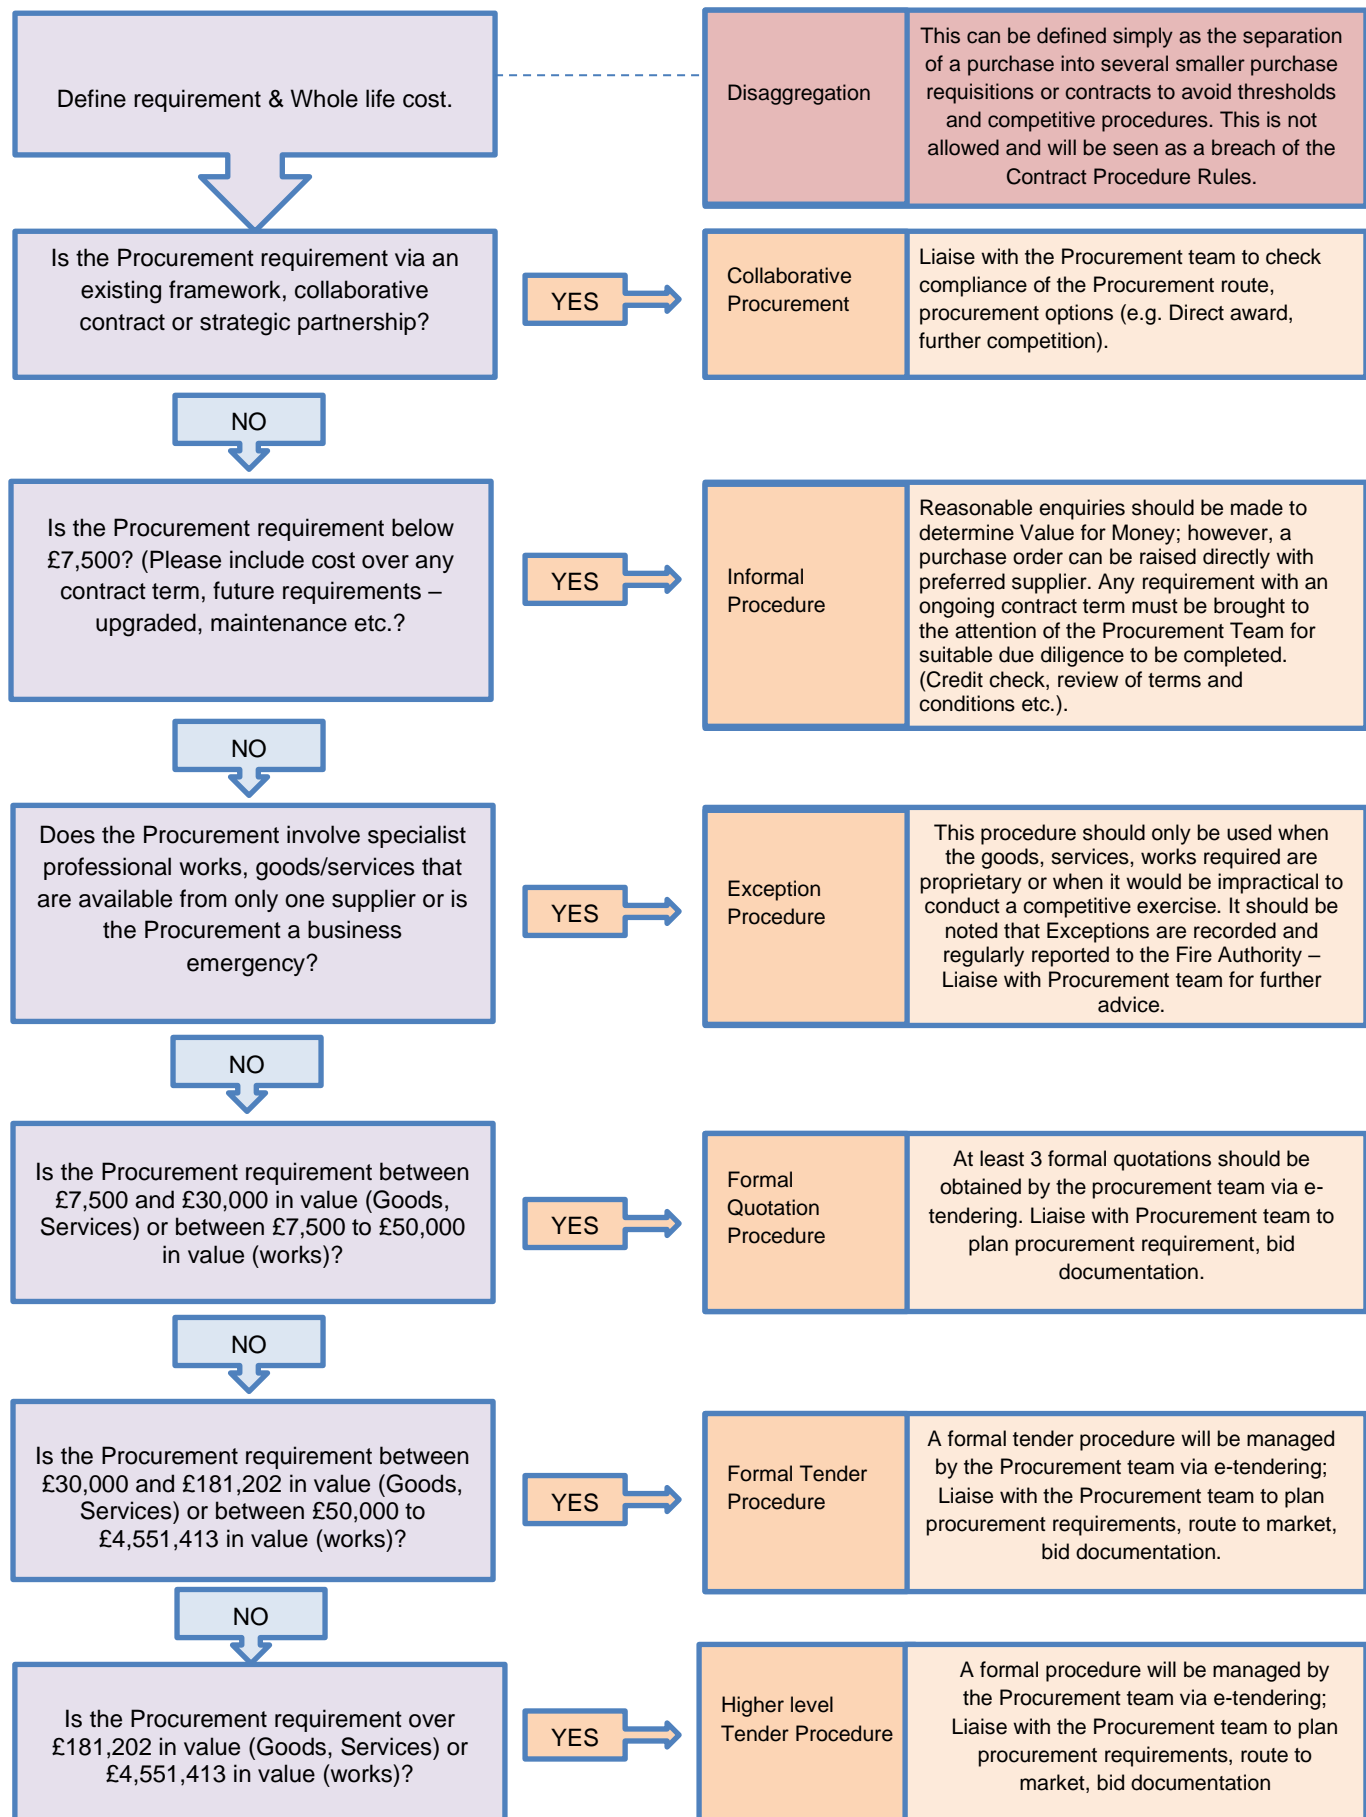 Define requirement & Whole life cost.
Disaggregation
This can be defined simply as the separation
of a purchase into several smaller purchase
requisitions or contracts to avoid thresholds
and competitive procedures. This is not
allowed and will be seen as a breach of the
Contract Procedure Rules.
Is the Procurement requirement via an
existing framework, collaborative
contract or strategic partnership?
YES
Collaborative
Procurement
Liaise with the Procurement team to check
compliance of the Procurement route,
procurement options (e.g. Direct award,
further competition).
NO
Is the Procurement requirement below
£7,500? (Please include cost over any
contract term, future requirements –
upgraded, maintenance etc.?
YES
Informal
Procedure
Reasonable enquiries should be made to
determine Value for Money; however, a
purchase order can be raised directly with
preferred supplier. Any requirement with an
ongoing contract term must be brought to
the attention of the Procurement Team for
suitable due diligence to be completed.
(Credit check, review of terms and
conditions etc.).
NO
Does the Procurement involve specialist
professional works, goods/services that
are available from only one supplier or is
the Procurement a business
emergency?
YES
Exception
Procedure
This procedure should only be used when
the goods, services, works required are
proprietary or when it would be impractical to
conduct a competitive exercise. It should be
noted that Exceptions are recorded and
regularly reported to the Fire Authority –
Liaise with Procurement team for further
advice.
NO
Is the Procurement requirement between
£7,500 and £30,000 in value (Goods,
Services) or between £7,500 to £50,000
in value (works)?
YES
Formal
Quotation
Procedure
At least 3 formal quotations should be
obtained by the procurement team via e-
tendering. Liaise with Procurement team to
plan procurement requirement, bid
documentation.
NO
Is the Procurement requirement between
£30,000 and £181,202 in value (Goods,
Services) or between £50,000 to
£4,551,413 in value (works)?
YES
Formal Tender
Procedure
A formal tender procedure will be managed
by the Procurement team via e-tendering;
Liaise with the Procurement team to plan
procurement requirements, route to market,
bid documentation.
NO
Is the Procurement requirement over
£181,202 in value (Goods, Services) or
£4,551,413 in value (works)?
YES
Higher level
Tender Procedure
A formal procedure will be managed by
the Procurement team via e-tendering;
Liaise with the Procurement team to plan
procurement requirements, route to
market, bid documentation